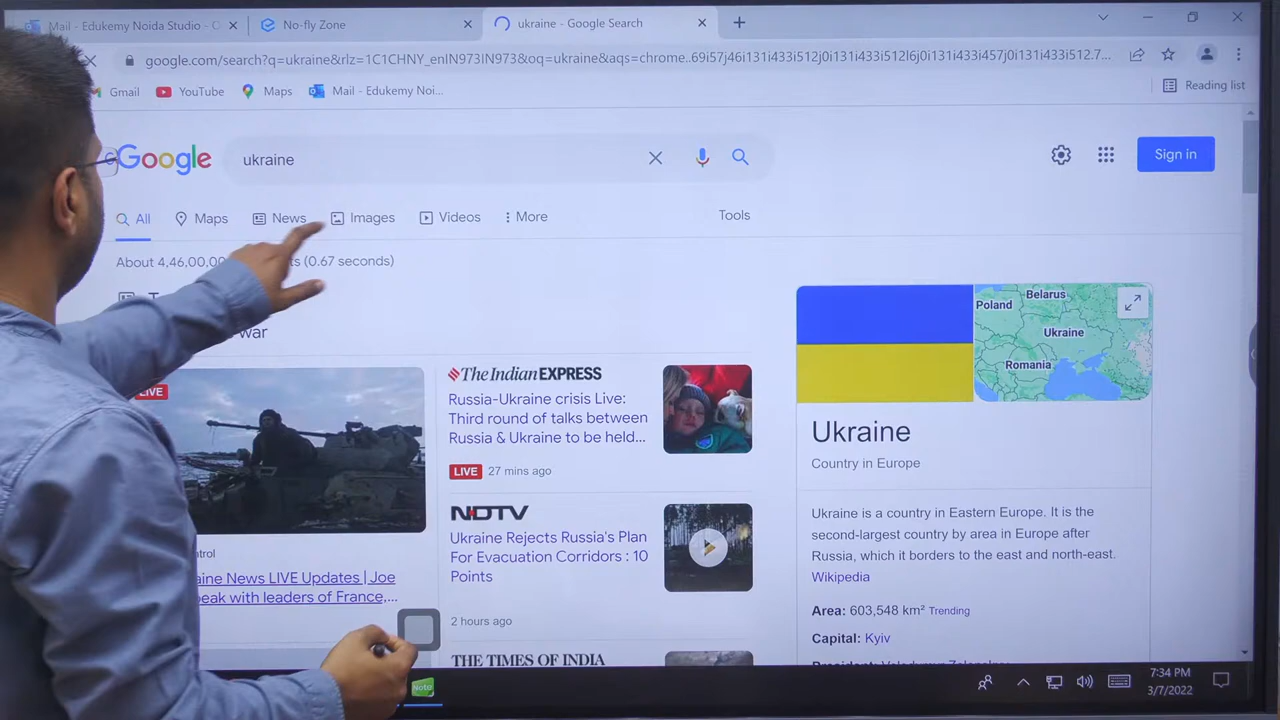 Mail - Edukemy Noida Studio - O
No-fly Zone
ukraine - Google Search
google.com/search?q=ukraine&rlz=1C1CHNY_enIN973IN973&oq=ukraine&aqs=chrome..69i57j46i131i433i512j0i131i433i512l6j0i131i433i457j0i131i433i512.7...
Gmail
YouTube
Maps
Mail - Edukemy Noi...
Reading list
Google
ukraine
Sign in
All
Maps
News
Images
Videos
More
Tools
About 4,46,00,00
ts (0.67 seconds)
war
LIVE
The Indian EXPRESS
Russia-Ukraine crisis Live:
Third round of talks between
Russia & Ukraine to be held...
LIVE 27 mins ago
NDTV
Ukraine Rejects Russia's Plan
For Evacuation Corridors : 10
Points
2 hours ago
THE TIMES OF INDIA
ntrol
aine News LIVE Updates | Joe
peak with leaders of France,...
Poland
Belarus
Ukraine
Romania
Ukraine
Country in Europe
Ukraine is a country in Eastern Europe. It is the
second-largest country by area in Europe after
Russia, which it borders to the east and north-east.
Wikipedia
Area: 603,548 km² Trending
Capital: Kyiv
President: Volodymyr Zelenskyy
Note
7:34 PM
3/7/2022